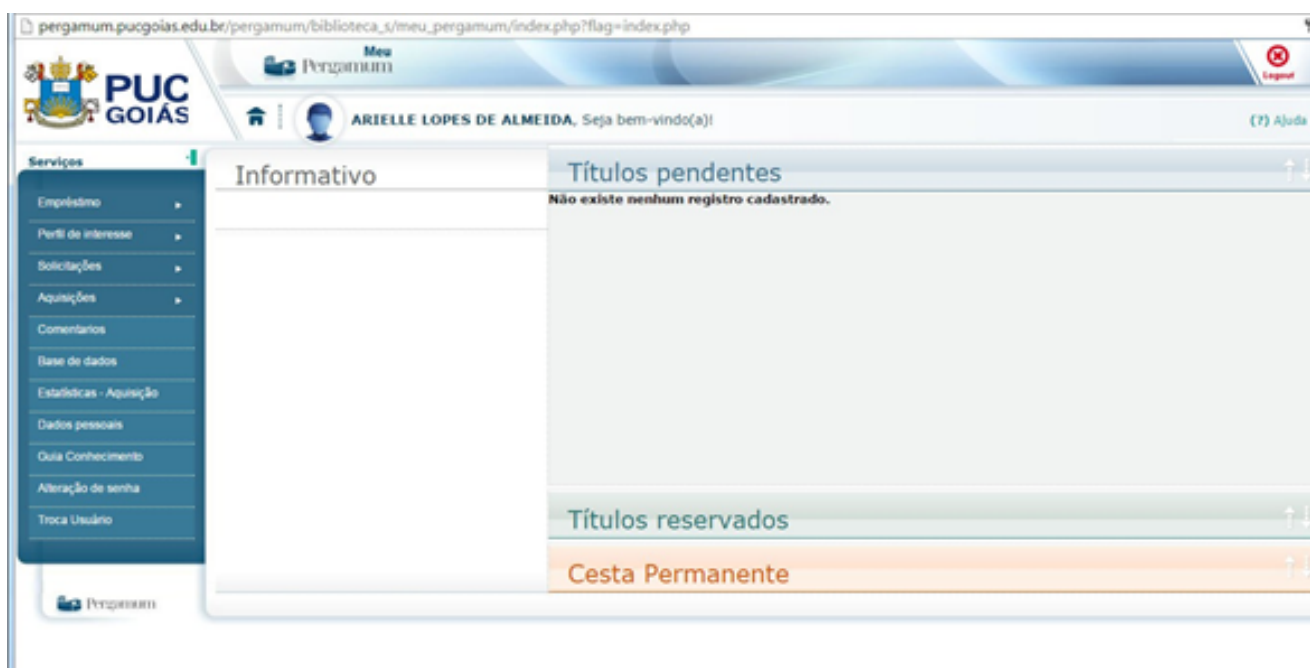 pergamum.pucgoias.edu.br/pergamum/biblioteca_s/meu_pergamum/index.php?flag=index.php
Meu
Pergamum
Logout
PUC
GOIÁS
ARIELLE LOPES DE ALMEIDA, Seja bem-vindo(a)!
(?) Ajuda
Serviços
Empréstimo
Perfil de interesse
Solicitações
Aquisições
Comentarios
Base de dados
Estatísticas - Aquisição
Dados pessoais
Guia Conhecimento
Alteração de senha
Troca Usuário
Pergamum
Informativo
Títulos pendentes
Não existe nenhum registro cadastrado.
Títulos reservados
Cesta Permanente